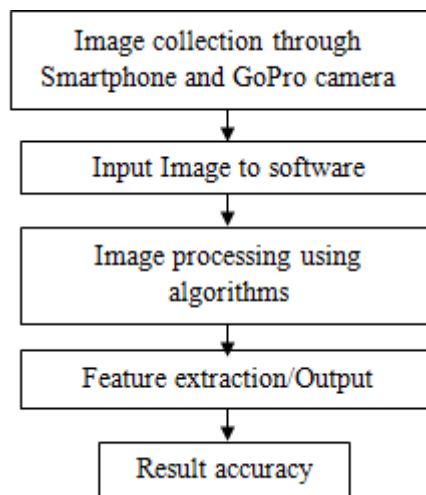 Image collection through
Smartphone and GoPro camera
Input Image to software
Image processing using
algorithms
Feature extraction/Output
Result accuracy